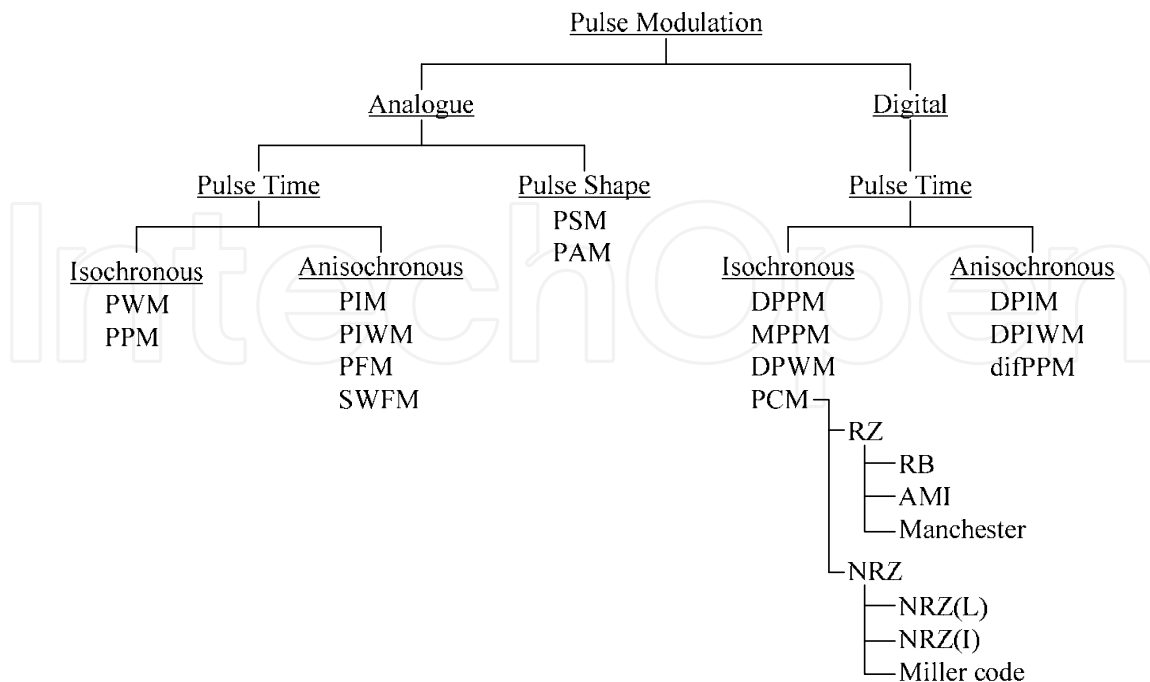 Pulse Modulation
Analogue
Digital
Pulse Time
Pulse Shape
Pulse Time
PSM
PAM
Isochronous
PWM
PPM
Anisochronous
PIM
PIWM
PFM
SWFM
Isochronous
DPPM
MPPM
DPWM
PCM
Anisochronous
DPIM
DPIWM
difPPM
RZ
RB
AMI
Manchester
NRZ
NRZ(L)
NRZ(I)
Miller code
IntechOpen